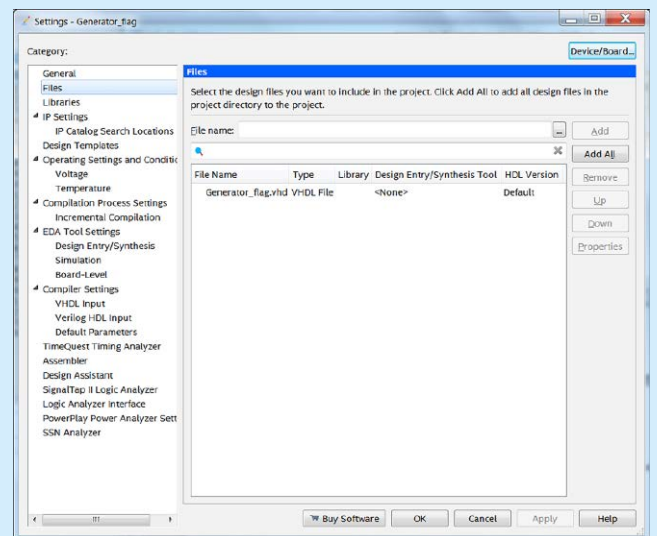 Settings - Generator_flag
Category:
Device/Board...
General
Files
Libraries
IP Settings
IP Catalog Search Locations
Design Templates
Operating Settings and Conditic
Voltage
Temperature
Compilation Process Settings
Incremental Compilation
EDA Tool Settings
Design Entry/Synthesis
Simulation
Board-Level
Compiler Settings
VHDL Input
Verilog HDL Input
Default Parameters
TimeQuest Timing Analyzer
Assembler
Design Assistant
SignalTap II Logic Analyzer
Logic Analyzer Interface
PowerPlay Power Analyzer Sett
SSN Analyzer
Files
Select the design files you want to include in the project. Click Add All to add all design files in the
project directory to the project.
File name:
...
Add
Add All
File Name Type Library Design Entry/Synthesis Tool HDL Version
Generator_flag.vhd VHDL File <None> Default
Remove
Up
Down
Properties
Buy Software
OK
Cancel
Apply
Help